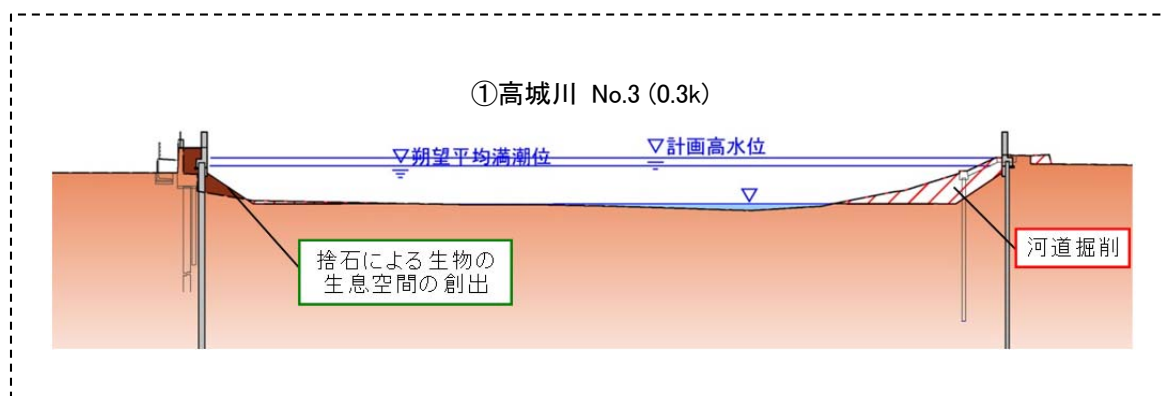 ①高城川 No.3 (0.3k)
▽計画高水位
▽朔望平均満潮位
▽
捨石による生物の
生息空間の創出
河道掘削